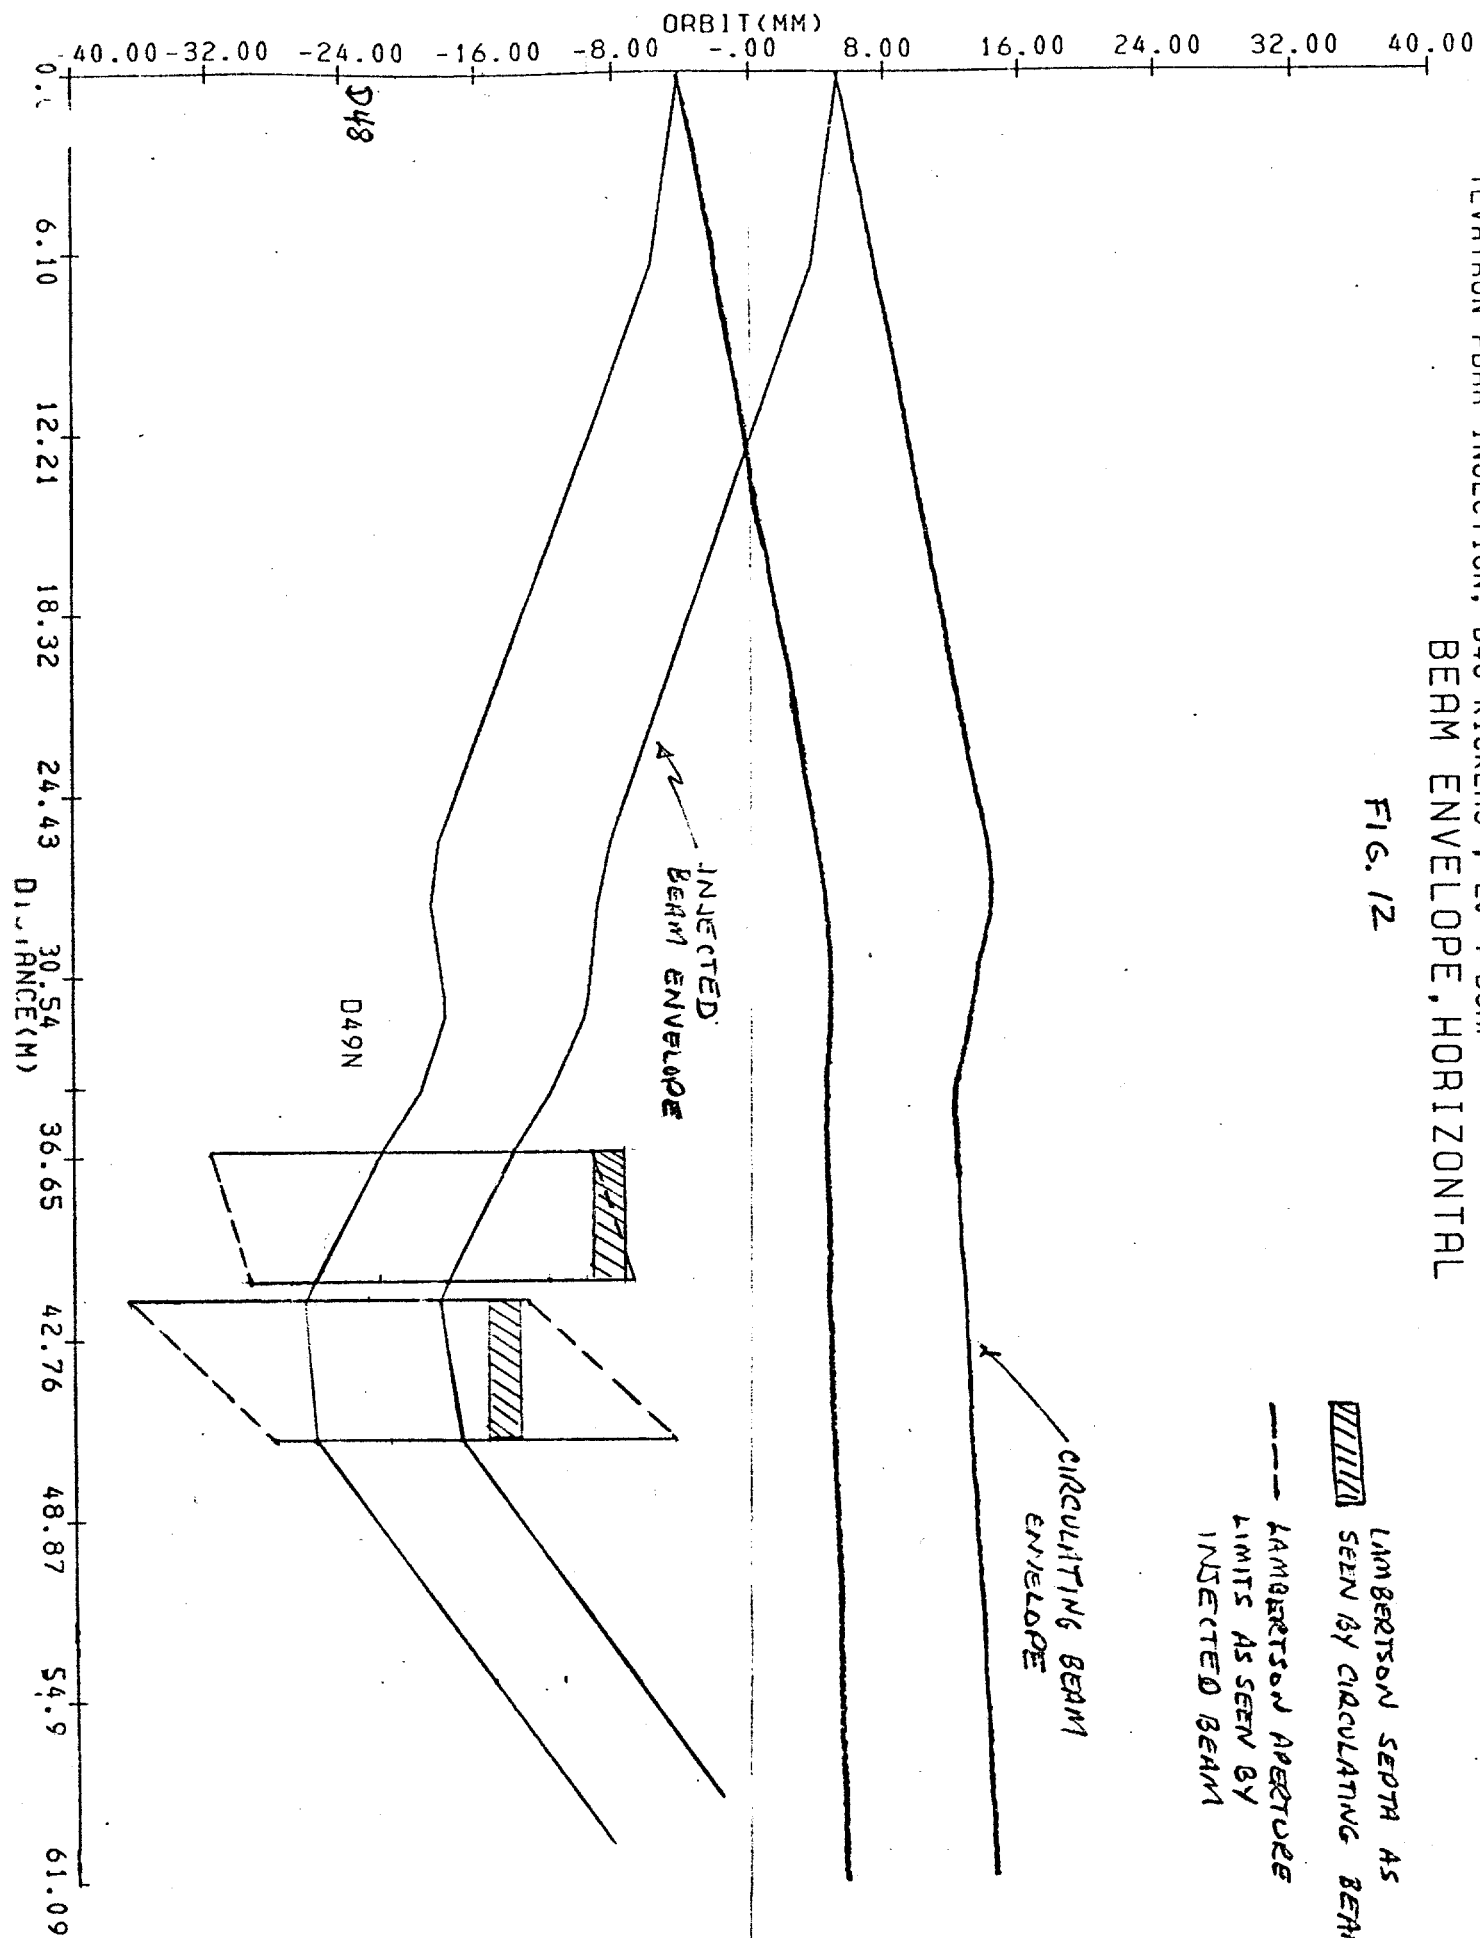 ORBIT(MM)
-40.00 -32.00 -24.00 -16.00 -8.00 -.00 8.00 16.00 24.00 32.00 40.00
INJECTION,
BEAM ENVELOPE, HORIZONTAL
FIG. 12
LAMBERTSON SEPTA AS
SEEN BY CIRCULATING
LAMBERTSON APERTURE
LIMITS AS SEEN BY
INJECTED BEAM
CIRCULATING BEAM
ENVELOPE
INJECTED
BEAM ENVELOPE
D48
D49N
6.10 12.21 18.32 24.43 30.54 36.65 42.76 48.87 54.9 61.09
(M)